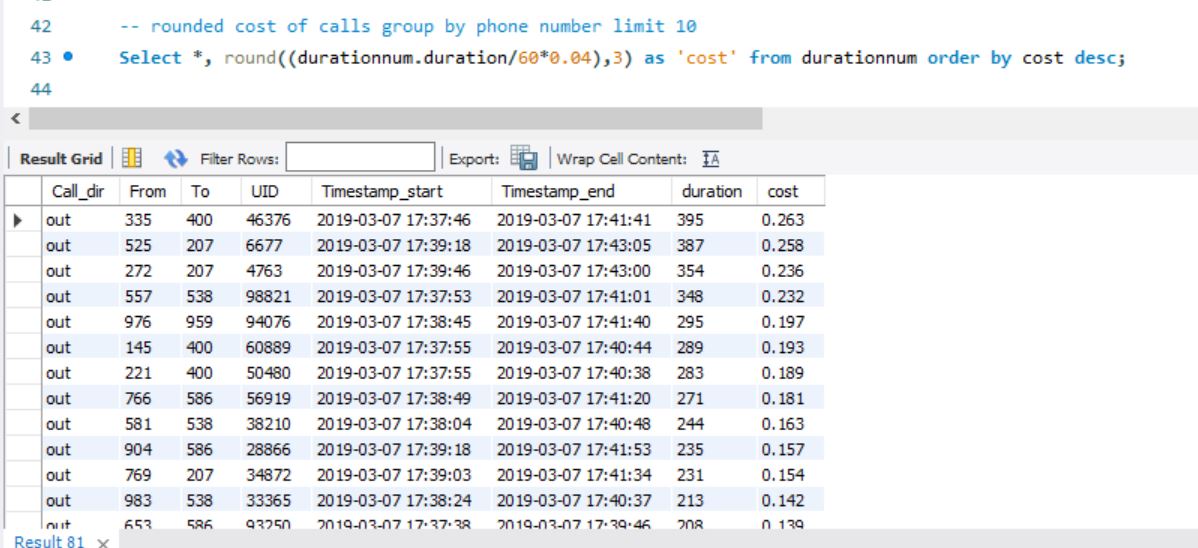 42 -- rounded cost of calls group by phone number limit 10
43 Select *, round((durationnum.duration/60*0.04),3) as 'cost' from durationnum order by cost desc;
44
Result Grid Filter Rows: Export: Wrap Cell Content: IA
Call_dir From To UID Timestamp_start Timestamp_end duration cost
out 335 400 46376 2019-03-07 17:37:46 2019-03-07 17:41:41 395 0.263
out 525 207 6677 2019-03-07 17:39:18 2019-03-07 17:43:05 387 0.258
out 272 207 4763 2019-03-07 17:39:46 2019-03-07 17:43:00 354 0.236
out 557 538 98821 2019-03-07 17:37:53 2019-03-07 17:41:01 348 0.232
out 976 959 94076 2019-03-07 17:38:45 2019-03-07 17:41:40 295 0.197
out 145 400 60889 2019-03-07 17:37:55 2019-03-07 17:40:44 289 0.193
out 221 400 50480 2019-03-07 17:37:55 2019-03-07 17:40:38 283 0.189
out 766 586 56919 2019-03-07 17:38:49 2019-03-07 17:41:20 271 0.181
out 581 538 38210 2019-03-07 17:38:04 2019-03-07 17:40:48 244 0.163
out 904 586 28866 2019-03-07 17:39:18 2019-03-07 17:41:53 235 0.157
out 769 207 34872 2019-03-07 17:39:03 2019-03-07 17:41:34 231 0.154
out 983 538 33365 2019-03-07 17:38:24 2019-03-07 17:40:37 213 0.142
out 653 586 93250 2019-03-07 17:37:38 2019-03-07 17:39:46 208 0.139
Result 81